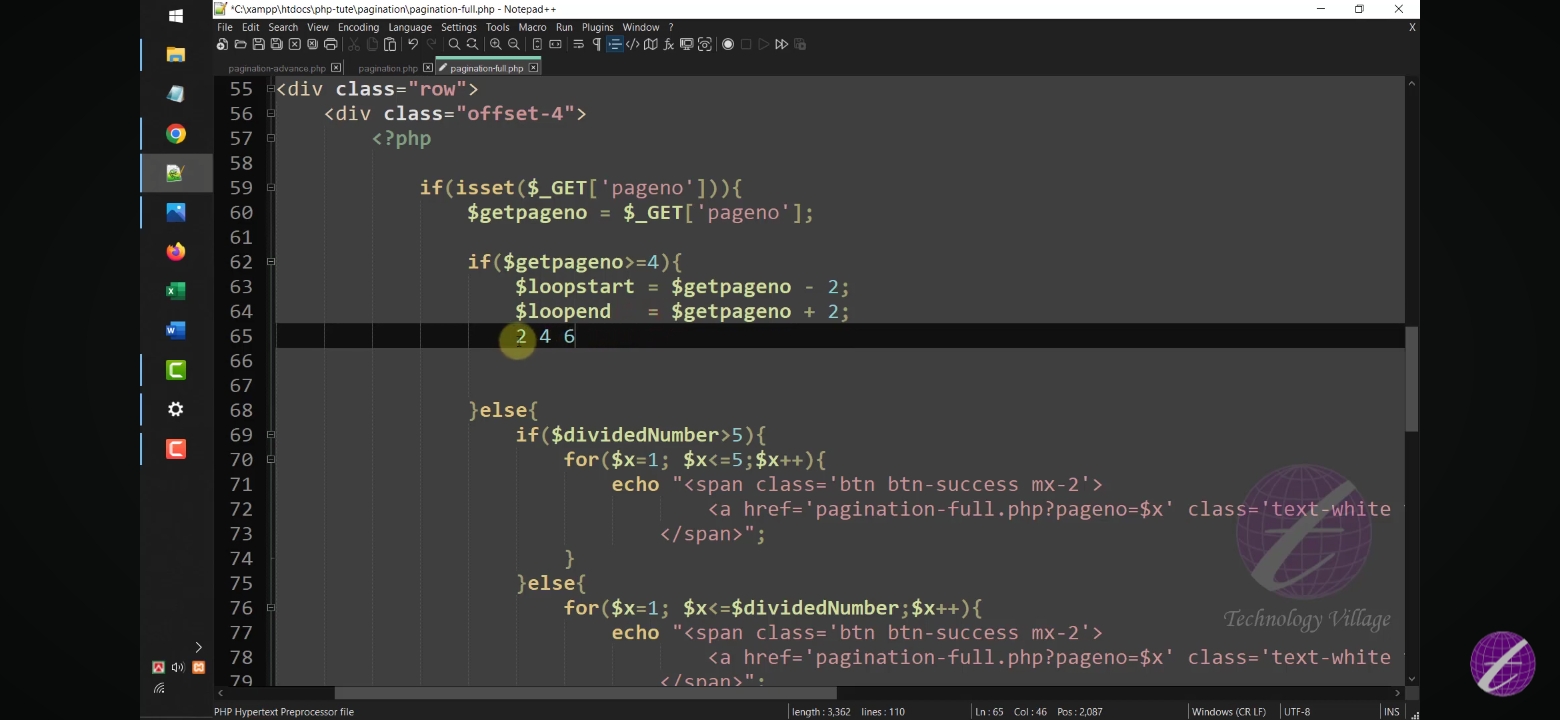 *C:\xampp\htdocs\php-tute\pagination\pagination-full.php - Notepad++
File Edit Search View Encoding Language Settings Tools Macro Run Plugins Window ? X
pagination-advance.php pagination.php pagination-full.php
55 <div class="row">
56 <div class="offset-4">
57 <?php
58
59 if(isset($_GET['pageno'])){
60 $getpageno = $_GET['pageno'];
61
62 if($getpageno>=4){
63 $loopstart = $getpageno - 2;
64 $loopend = $getpageno + 2;
65 2 4 6
66
67
68 }else{
69 if($dividedNumber>5){
70 for($x=1; $x<=5;$x++){
71 echo "<span class='btn btn-success mx-2'>
72 <a href='pagination-full.php?pageno=$x' class='text-white
73 </span>";
74 }
75 }else{
76 for($x=1; $x<=$dividedNumber;$x++){
77 echo "<span class='btn btn-success mx-2'>
78 <a href='pagination-full.php?pageno=$x' class='text-white
79 </span>";
Technology Village
PHP Hypertext Preprocessor file length : 3,362 lines : 110 Ln : 65 Col : 46 Pos : 2,087 Windows (CR LF) UTF-8 INS